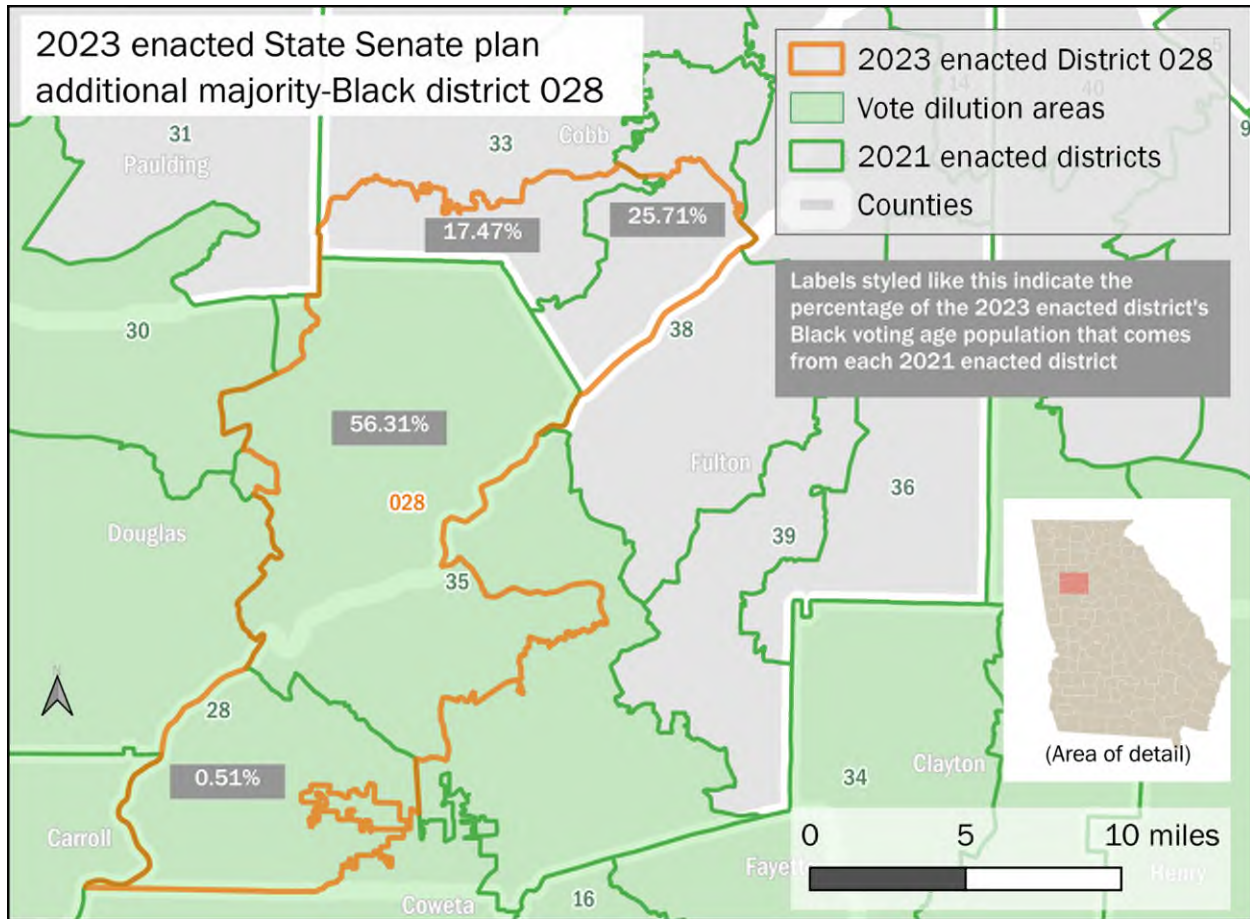 2023 enacted State Senate plan
additional majority-Black district 028
2023 enacted District 028
Vote dilution areas
2021 enacted districts
Counties
Labels styled like this indicate the
percentage of the 2023 enacted district's
Black voting age population that comes
from each 2021 enacted district
31
Paulding
33
Cobb
14
40
5
9
17.47%
25.71%
30
38
56.31%
Fulton
36
028
Douglas
39
35
N
28
0.51%
34
Clayton
(Area of detail)
Carroll
0 5 10 miles
Fayette
Henry
Coweta
16